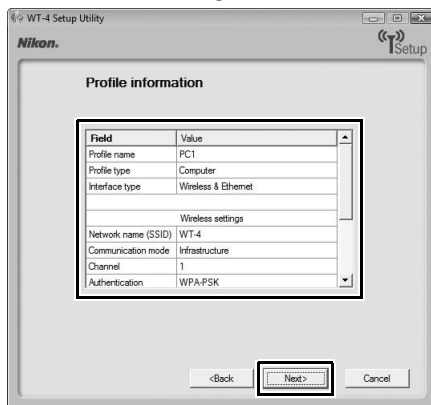 WT-4 Setup Utility
Nikon.
Setup
Profile information
Field Value
Profile name PC1
Profile type Computer
Interface type Wireless & Ethernet
Wireless settings
Network name (SSID) WT-4
Communication mode Infrastructure
Channel 1
Authentication WPA-PSK
<Back Next> Cancel